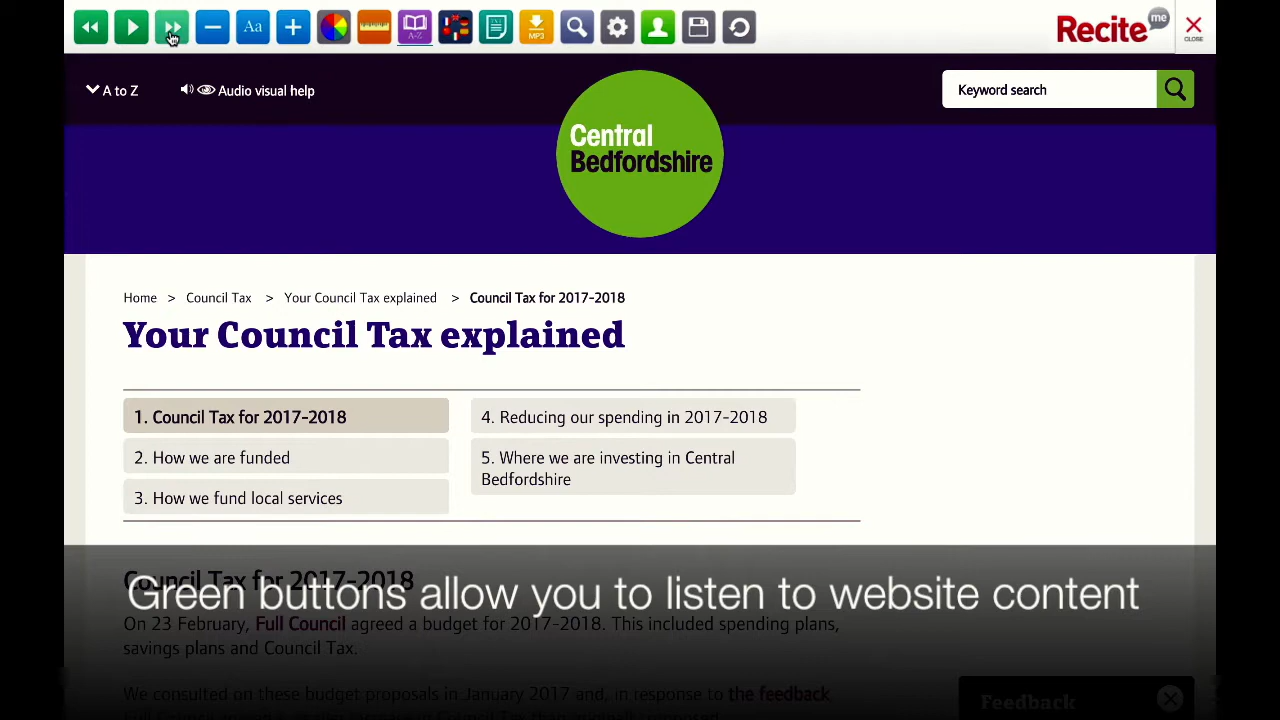 Aa
A-Z
MP3
Recite me
CLOSE
A to Z
Audio visual help
Keyword search
Central
Bedfordshire
Home > Council Tax > Your Council Tax explained > Council Tax for 2017-2018
Your Council Tax explained
1. Council Tax for 2017-2018
2. How we are funded
3. How we fund local services
4. Reducing our spending in 2017-2018
5. Where we are investing in Central
Bedfordshire
Council Tax for 2017-2018
Green buttons allow you to listen to website content
On 23 February, Full Council agreed a budget for 2017-2018. This included spending plans,
savings plans and Council Tax.
We consulted on these budget proposals in January 2017 and, in response to the feedback
Feedback